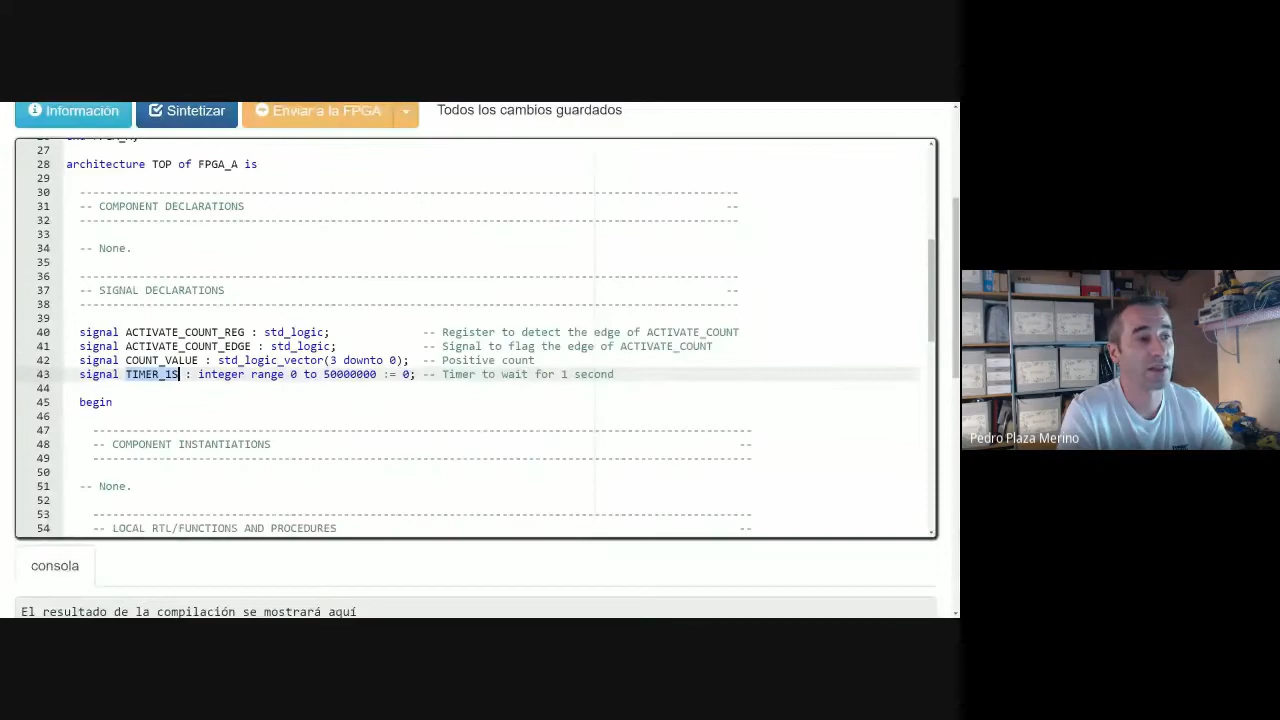 Información Sintetizar Enviar a la FPGA Todos los cambios guardados
27
28 architecture TOP of FPGA_A is
29
30 --------------------------------------------------------------------------------
31 -- COMPONENT DECLARATIONS --
32 --------------------------------------------------------------------------------
33
34 -- None.
35
36 --------------------------------------------------------------------------------
37 -- SIGNAL DECLARATIONS --
38 --------------------------------------------------------------------------------
39
40 signal ACTIVATE_COUNT_REG : std_logic; -- Register to detect the edge of ACTIVATE_COUNT
41 signal ACTIVATE_COUNT_EDGE : std_logic; -- Signal to flag the edge of ACTIVATE_COUNT
42 signal COUNT_VALUE : std_logic_vector(3 downto 0); -- Positive count
43 signal TIMER_1S : integer range 0 to 50000000 := 0; -- Timer to wait for 1 second
44
45 begin
46
47 --------------------------------------------------------------------------------
48 -- COMPONENT INSTANTIATIONS --
49 --------------------------------------------------------------------------------
50
51 -- None.
52
53 --------------------------------------------------------------------------------
54 -- LOCAL RTL/FUNCTIONS AND PROCEDURES --
consola
El resultado de la compilación se mostrará aquí
Pedro Plaza Merino